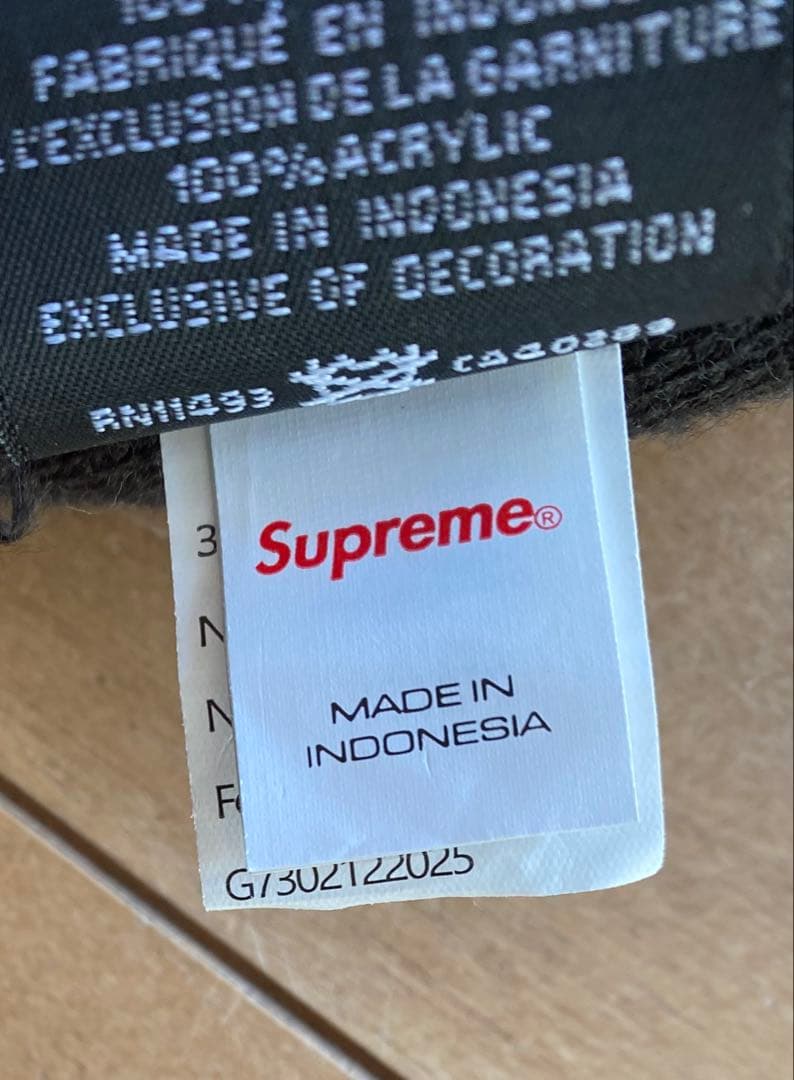 FABRIQUÉ EN
L'EXCLUSION DE LA GARNITURE
100% ACRYLIC
MADE IN INDONESIA
EXCLUSIVE OF DECORATION
RN11493
Supreme®
3
N
MADE IN
N
INDONESIA
F
G7302122025